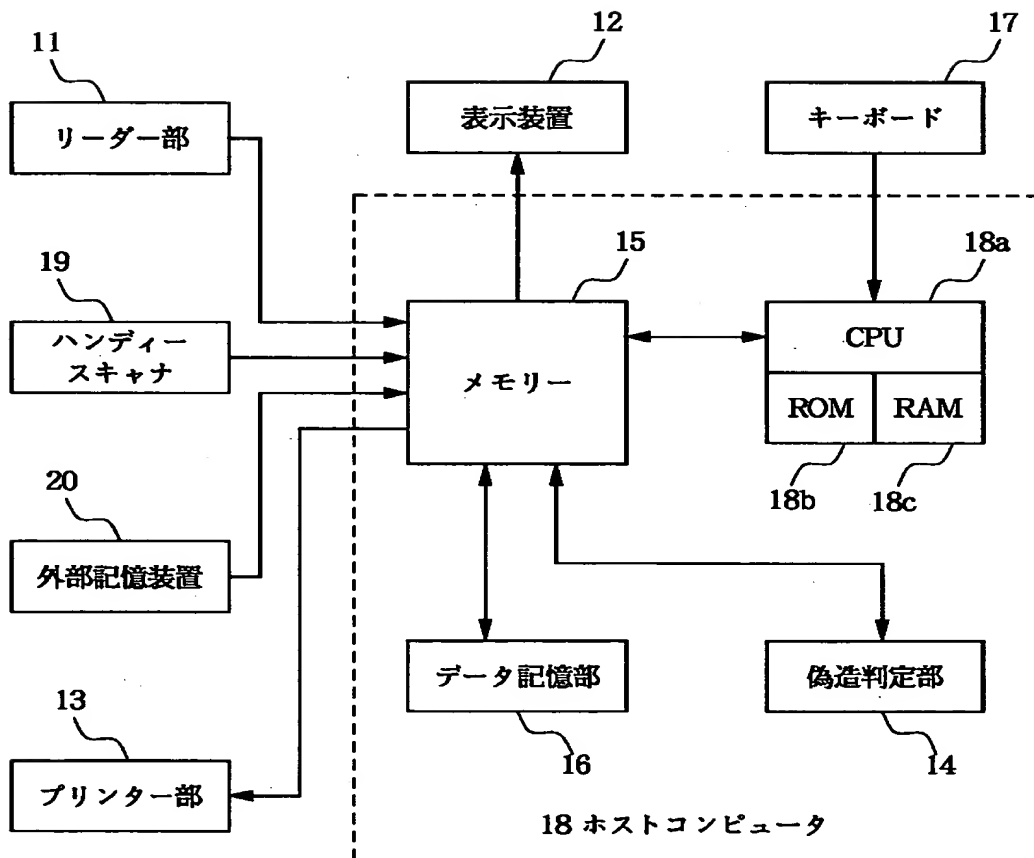 11
リーダー部
12
表示装置
17
キーボード
19
ハンディー
スキャナ
15
メモリー
18a
CPU
ROM
RAM
18b
18c
20
外部記憶装置
13
プリンター部
データ記憶部
16
偽造判定部
14
18 ホストコンピュータ